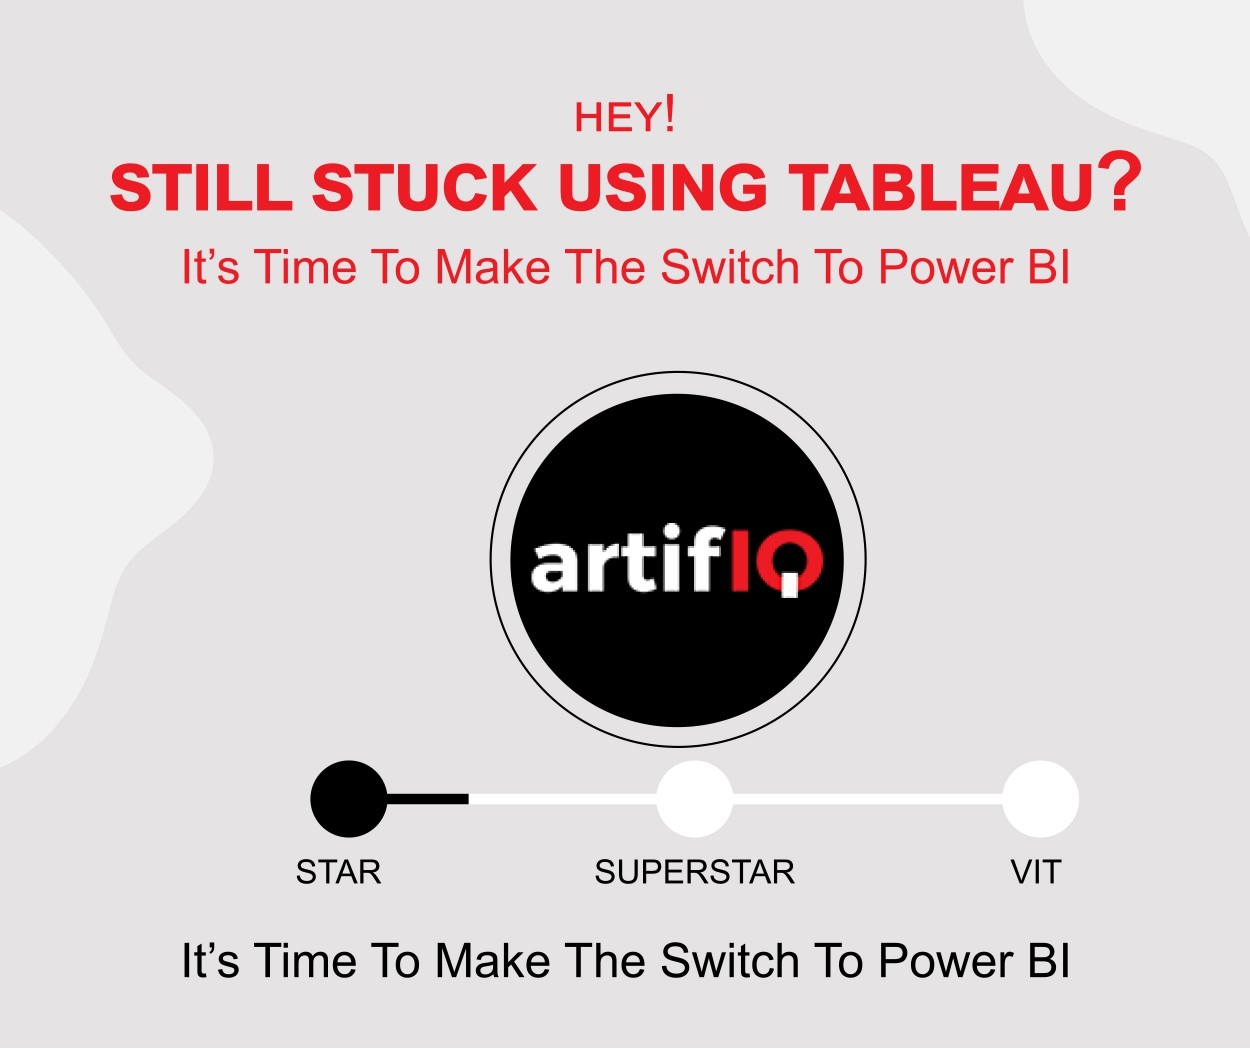 HEY!
STILL STUCK USING TABLEAU?
It’s Time To Make The Switch To Power BI
artifIQ
STAR SUPERSTAR VIT
It’s Time To Make The Switch To Power BI